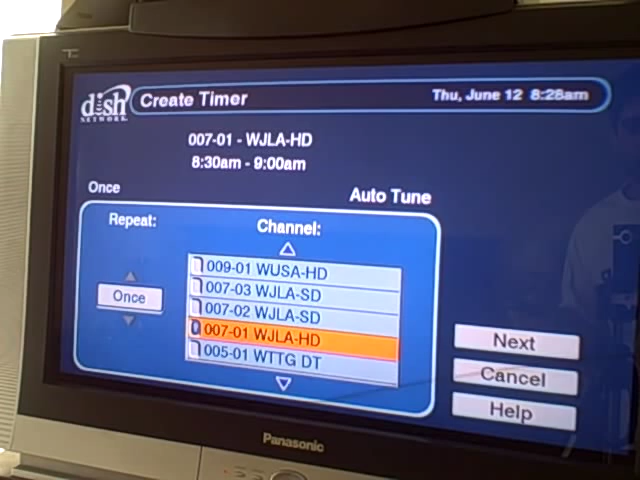 dish
NETWORK
Create Timer
Thu, June 12 8:28am
007-01 - WJLA-HD
8:30am - 9:00am
Once
Auto Tune
Repeat:
Channel:
009-01 WUSA-HD
007-03 WJLA-SD
Once
007-02 WJLA-SD
007-01 WJLA-HD
005-01 WTTG DT
Next
Cancel
Help
Panasonic